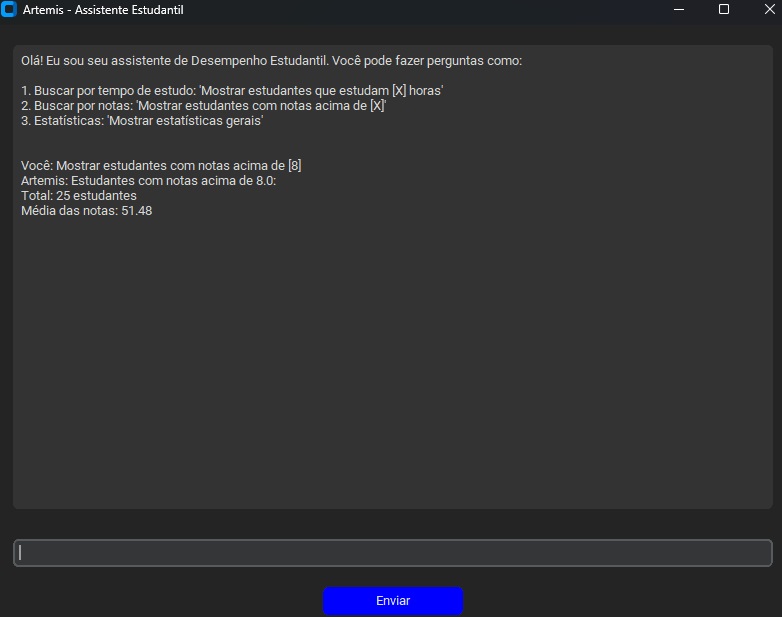 Artemis - Assistente Estudantil
Olá! Eu sou seu assistente de Desempenho Estudantil. Você pode fazer perguntas como:
1. Buscar por tempo de estudo: 'Mostrar estudantes que estudam [X] horas'
2. Buscar por notas: 'Mostrar estudantes com notas acima de [X]'
3. Estatísticas: 'Mostrar estatísticas gerais'
Você: Mostrar estudantes com notas acima de [8]
Artemis: Estudantes com notas acima de 8.0:
Total: 25 estudantes
Média das notas: 51.48
Enviar